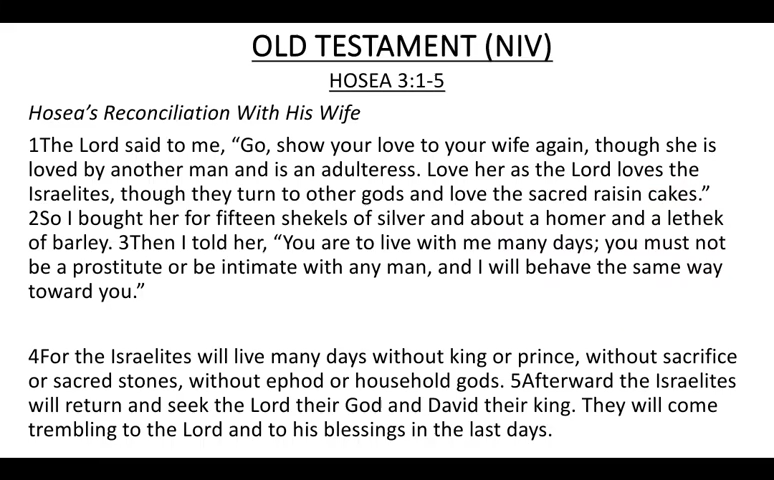 OLD TESTAMENT (NIV)
HOSEA 3:1-5
Hosea’s Reconciliation With His Wife
1The Lord said to me, “Go, show your love to your wife again, though she is
loved by another man and is an adulteress. Love her as the Lord loves the
Israelites, though they turn to other gods and love the sacred raisin cakes.”
2So I bought her for fifteen shekels of silver and about a homer and a lethek
of barley. 3Then I told her, “You are to live with me many days; you must not
be a prostitute or be intimate with any man, and I will behave the same way
toward you.”
4For the Israelites will live many days without king or prince, without sacrifice
or sacred stones, without ephod or household gods. 5Afterward the Israelites
will return and seek the Lord their God and David their king. They will come
trembling to the Lord and to his blessings in the last days.